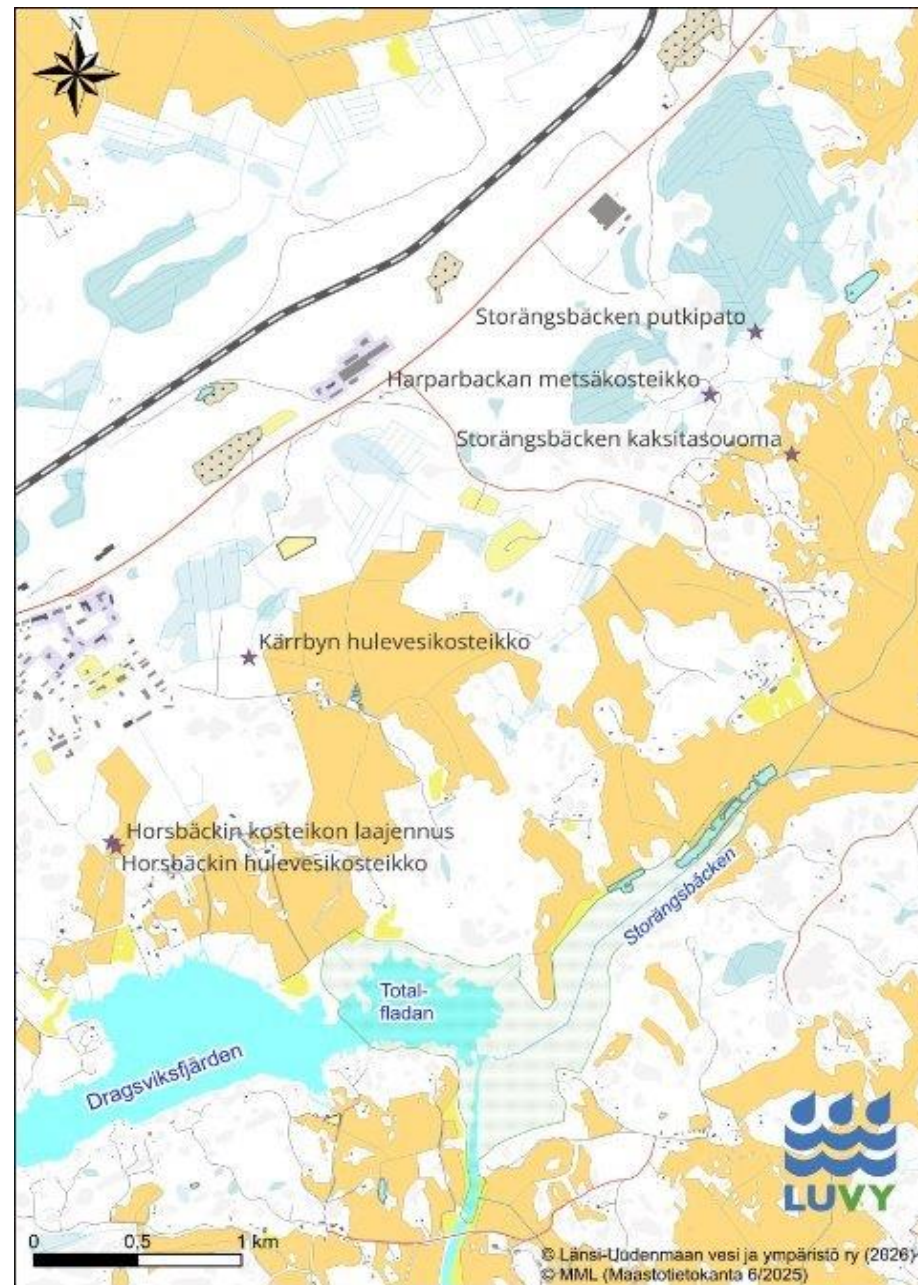 N
Storängsbäcken putkipato
Harparbackan metsäkosteikko
Storängsbäcken kaksitasouoma
Kärrbyn hulevesikosteikko
Horsbäckin kosteikon laajennus
Horsbäckin hulevesikosteikko
Storängsbäcken
Total-
fladan
Dragsviksfjärden
LUVY
0 0,5 1 km
© Länsi-Uudenmaan vesi ja ympäristö ry (2026)
© MML (Maastotietokanta 6/2025)